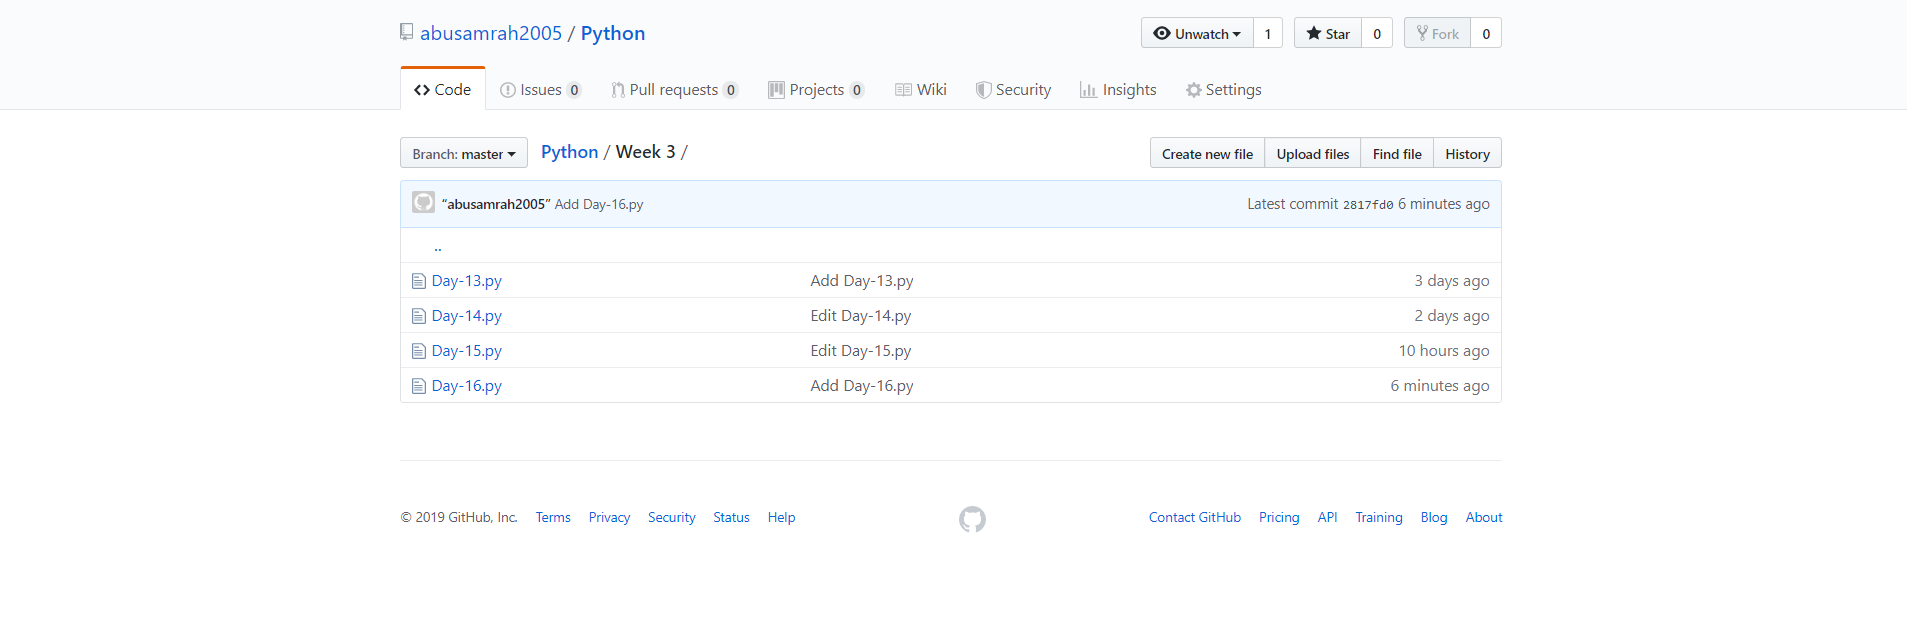 abusamrah2005 / Python
Unwatch 1 Star 0 Fork 0
Code Issues 0 Pull requests 0 Projects 0 Wiki Security Insights Settings
Branch: master Python / Week 3 / Create new file Upload files Find file History
“abusamrah2005” Add Day-16.py Latest commit 2817fd0 6 minutes ago
..
Day-13.py Add Day-13.py 3 days ago
Day-14.py Edit Day-14.py 2 days ago
Day-15.py Edit Day-15.py 10 hours ago
Day-16.py Add Day-16.py 6 minutes ago
© 2019 GitHub, Inc. Terms Privacy Security Status Help Contact GitHub Pricing API Training Blog About